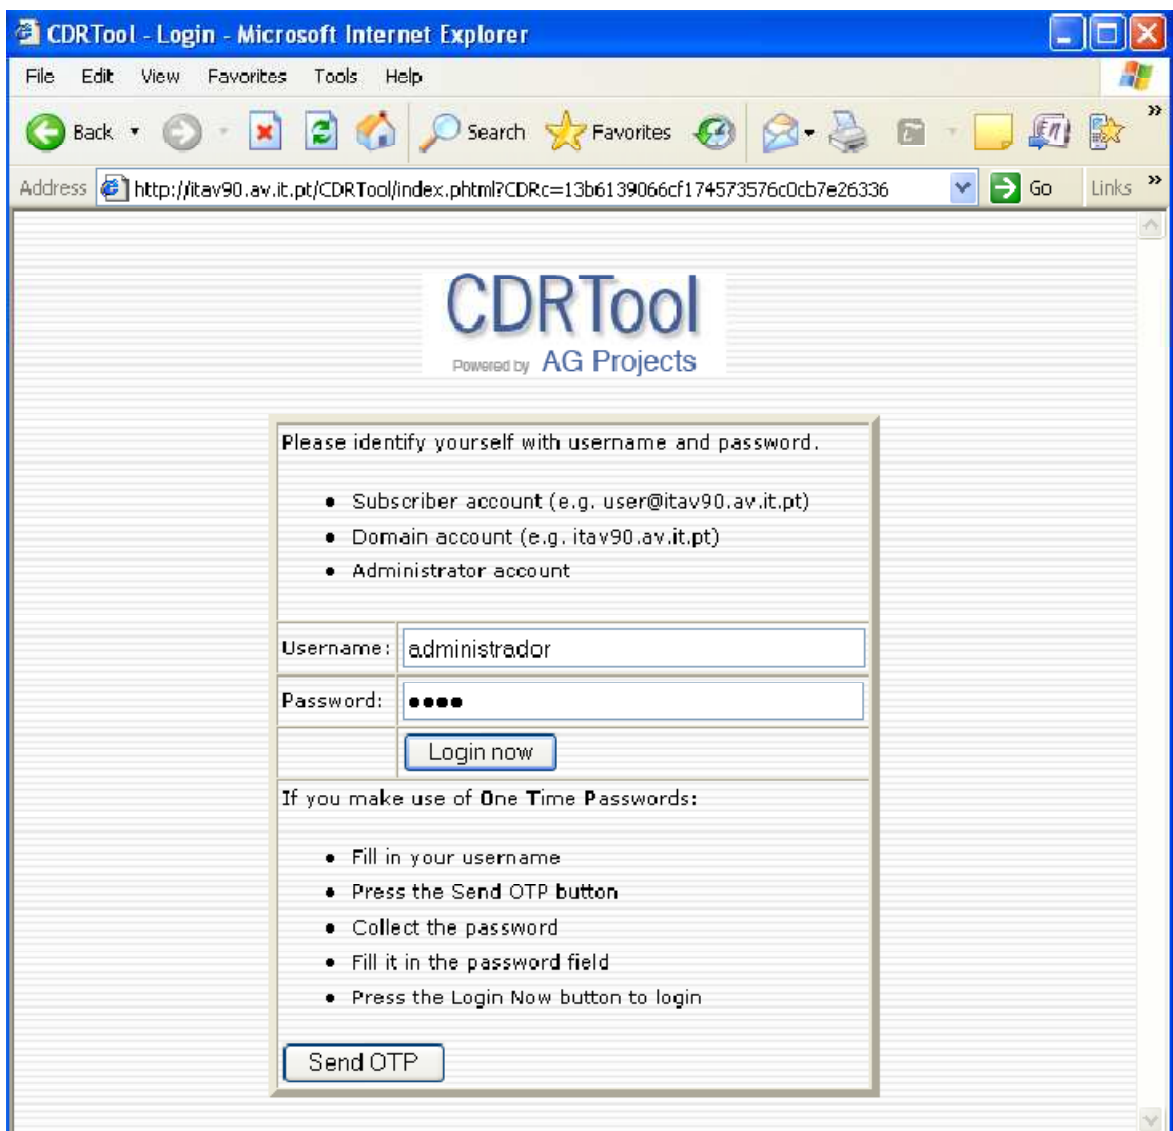 CDRTool - Login - Microsoft Internet Explorer
File Edit View Favorites Tools Help
Back Search Favorites »
Address http://itav90.av.it.pt/CDRTool/index.phtml?CDRc=13b6139066cf174573576c0cb7e26336 Go Links »
CDRTool
Powered by AG Projects
Please identify yourself with username and password.
• Subscriber account (e.g. user@itav90.av.it.pt)
• Domain account (e.g. itav90.av.it.pt)
• Administrator account
Username: administrador
Password: ••••
Login now
If you make use of One Time Passwords:
• Fill in your username
• Press the Send OTP button
• Collect the password
• Fill it in the password field
• Press the Login Now button to login
Send OTP